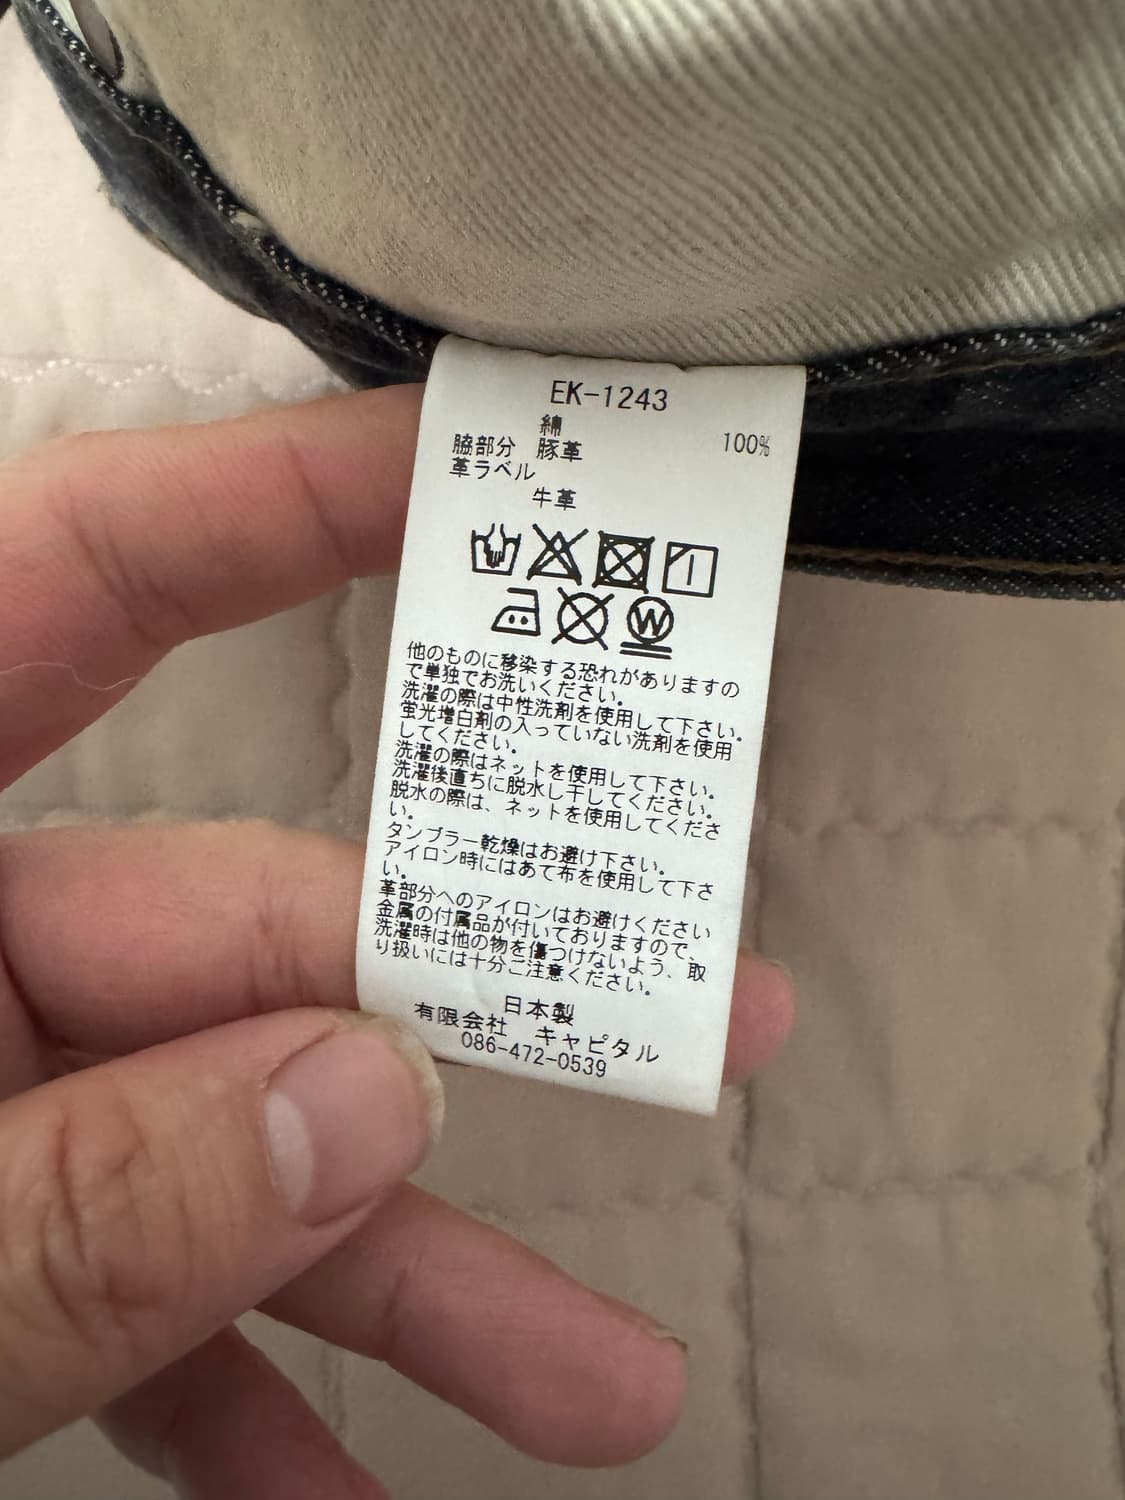 EK-1243
綿 100%
脇部分 豚革
革ラベル
牛革
W
他のものに移染する恐れがありますの
で単独でお洗いください。
洗濯の際は中性洗剤を使用して下さい。
蛍光増白剤の入っていない洗剤を使用
してください。
洗濯の際はネットを使用して下さい。
洗濯後直ちに脱水し干してください。
脱水の際は、ネットを使用してくださ
い。
タンブラー乾燥はお避け下さい。
アイロン時にはあて布を使用して下さ
い。
革部分へのアイロンはお避けください
金属の付属品が付いておりますので、
洗濯時は他の物を傷つけないよう、取
り扱いには十分ご注意ください。
日本製
有限会社 キャピタル
086-472-0539